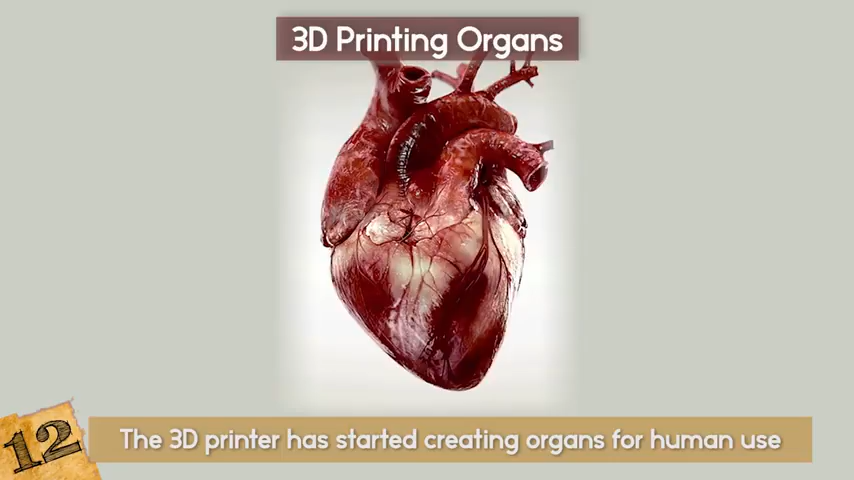 3D Printing Organs
12
The 3D printer has started creating organs for human use